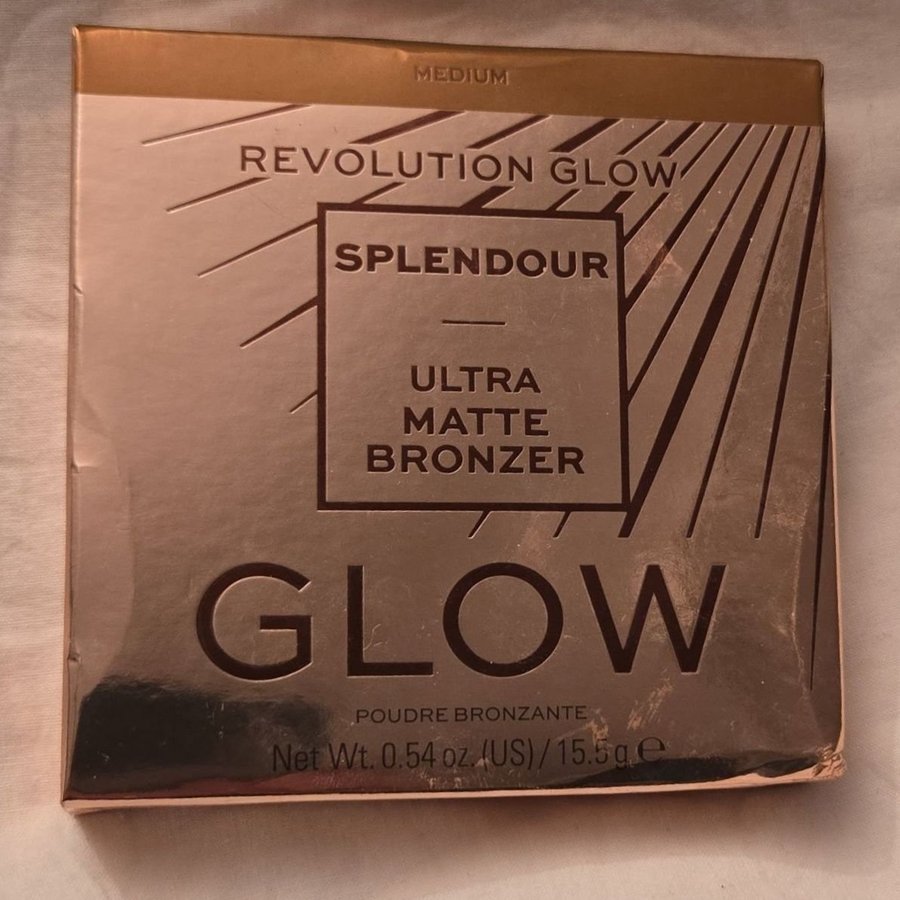 MEDIUM
REVOLUTION GLOW
SPLENDOUR
ULTRA
MATTE
BRONZER
GLOW
POUDRE BRONZANTE
Net Wt. 0.54 oz. (US) / 15.5 g ℮